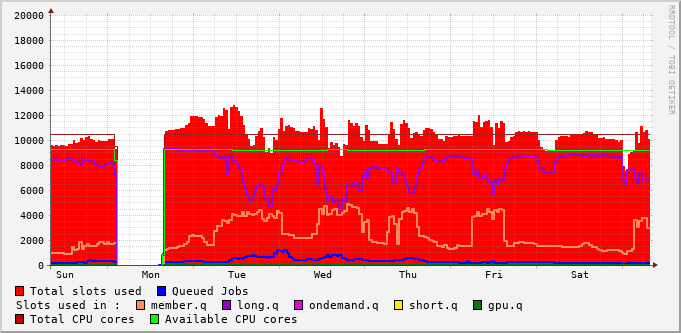 RRDTOOL / TOBI OETIKER
20000
18000
16000
14000
12000
10000
8000
6000
4000
2000
0
Sun Mon Tue Wed Thu Fri Sat
Total slots used Queued Jobs
Slots used in : member.q long.q ondemand.q short.q gpu.q
Total CPU cores Available CPU cores